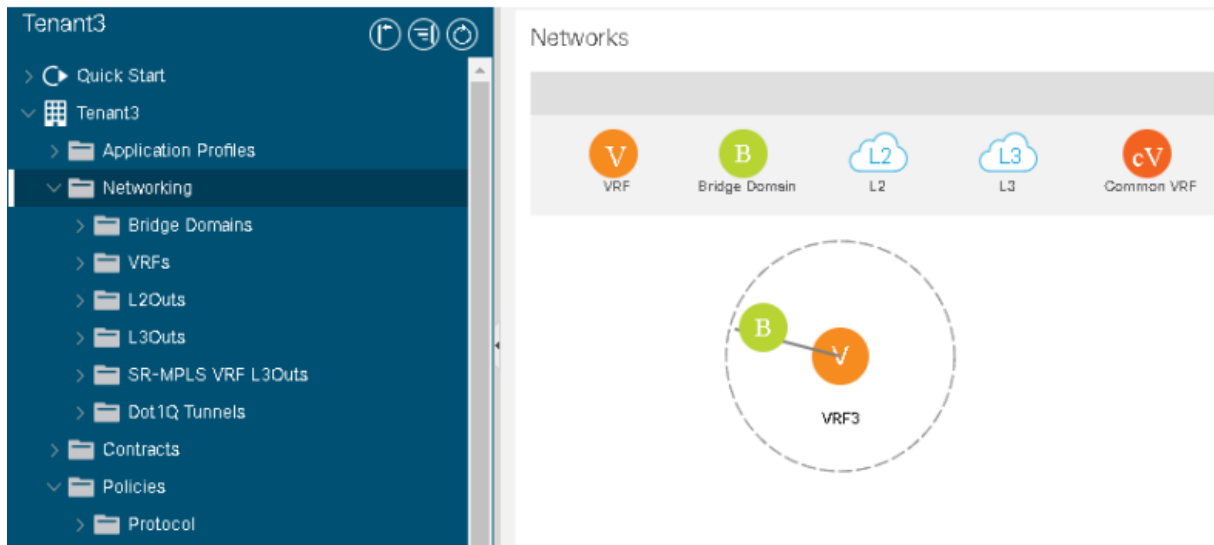 Tenant3
Quick Start
Tenant3
Application Profiles
Networking
Bridge Domains
VRFs
L2Outs
L3Outs
SR-MPLS VRF L3Outs
Dot1Q Tunnels
Contracts
Policies
Protocol
Networks
V B L2 L3 cV
VRF Bridge Domain L2 L3 Common VRF
B
V
VRF3